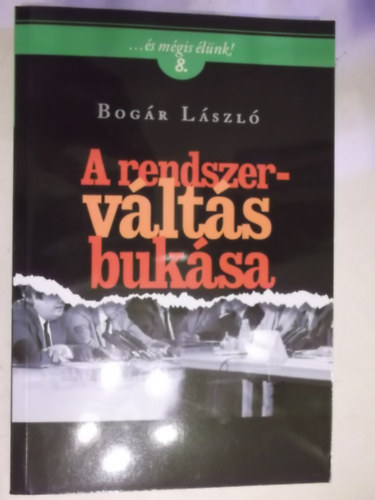 ...és mégis élünk!
8.
Bogár László
A rendszer-
váltás
bukása